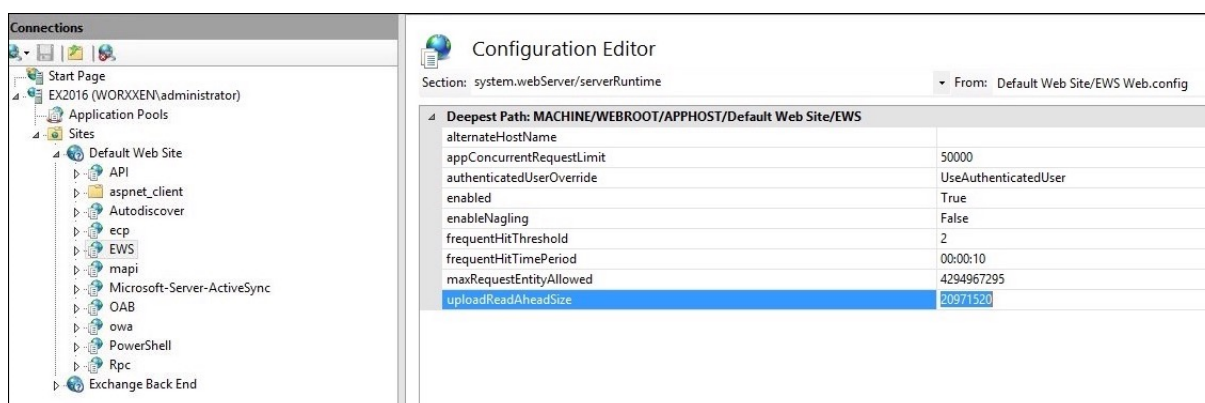 Connections
Start Page
EX2016 (WORXXEN\administrator)
Application Pools
Sites
Default Web Site
API
aspnet_client
Autodiscover
ecp
EWS
mapi
Microsoft-Server-ActiveSync
OAB
owa
PowerShell
Rpc
Exchange Back End
Configuration Editor
Section: system.webServer/serverRuntime From: Default Web Site/EWS Web.config
Deepest Path: MACHINE/WEBROOT/APPHOST/Default Web Site/EWS
alternateHostName
appConcurrentRequestLimit 50000
authenticatedUserOverride UseAuthenticatedUser
enabled True
enableNagling False
frequentHitThreshold 2
frequentHitTimePeriod 00:00:10
maxRequestEntityAllowed 4294967295
uploadReadAheadSize 20971520